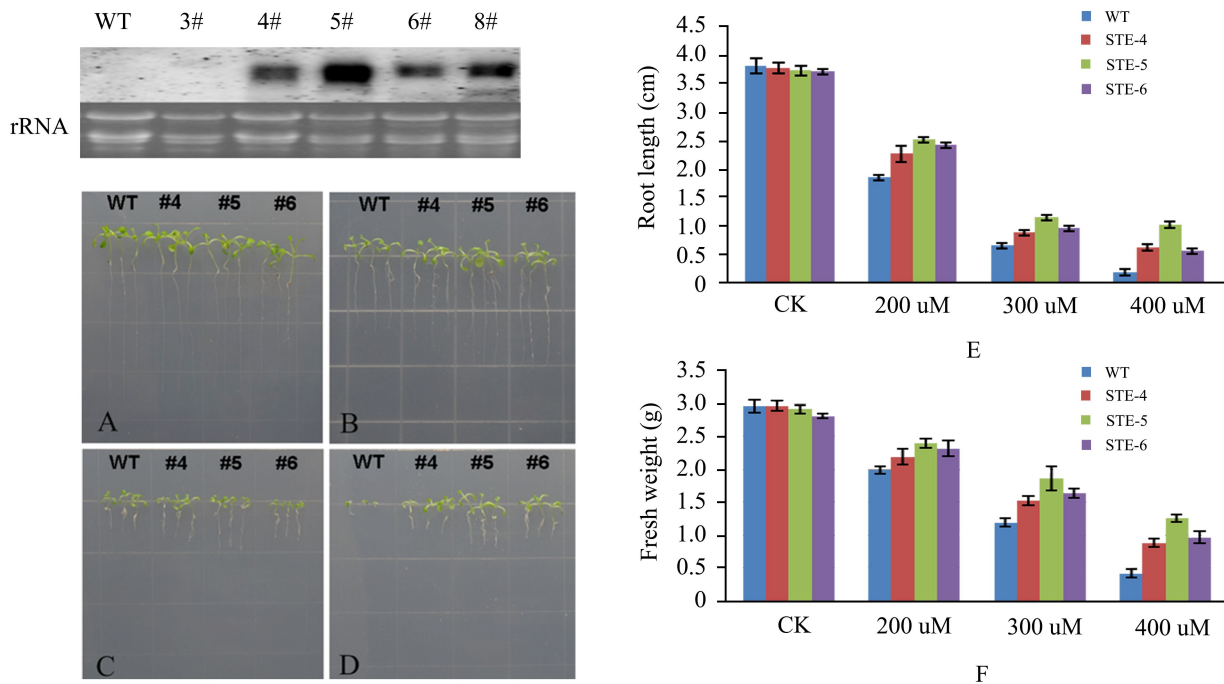 WT 3# 4# 5# 6# 8#
rRNA
WT #4 #5 #6
A
WT #4 #5 #6
B
WT #4 #5 #6
C
WT #4 #5 #6
D
WT
STE-4
STE-5
STE-6
Root length (cm)
4.5
4.0
3.5
3.0
2.5
2.0
1.5
1.0
0.5
0
CK 200 uM 300 uM 400 uM
E
WT
STE-4
STE-5
STE-6
Fresh weight (g)
3.5
3.0
2.5
2.0
1.5
1.0
0.5
0
CK 200 uM 300 uM 400 uM
F